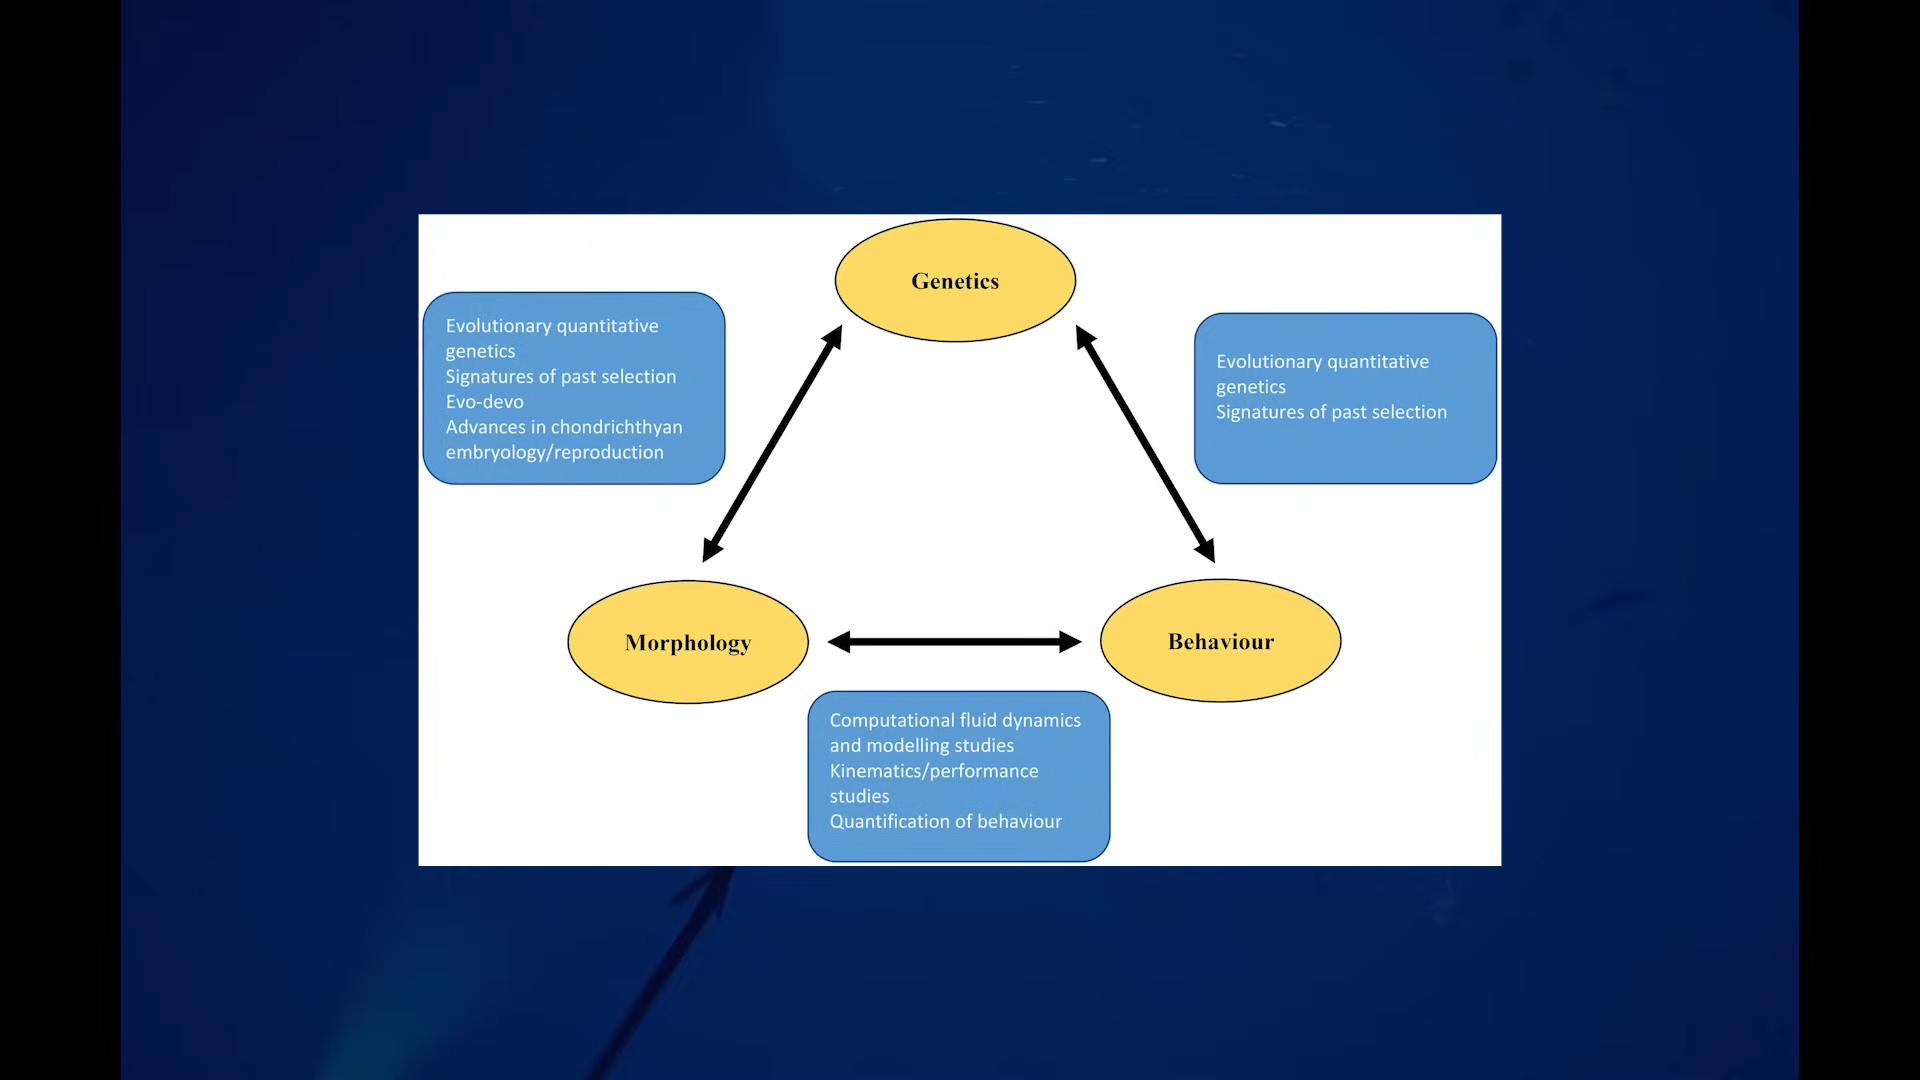 Genetics
Evolutionary quantitative
genetics
Signatures of past selection
Evo-devo
Advances in chondrichthyan
embryology/reproduction
Evolutionary quantitative
genetics
Signatures of past selection
Morphology
Behaviour
Computational fluid dynamics
and modelling studies
Kinematics/performance
studies
Quantification of behaviour